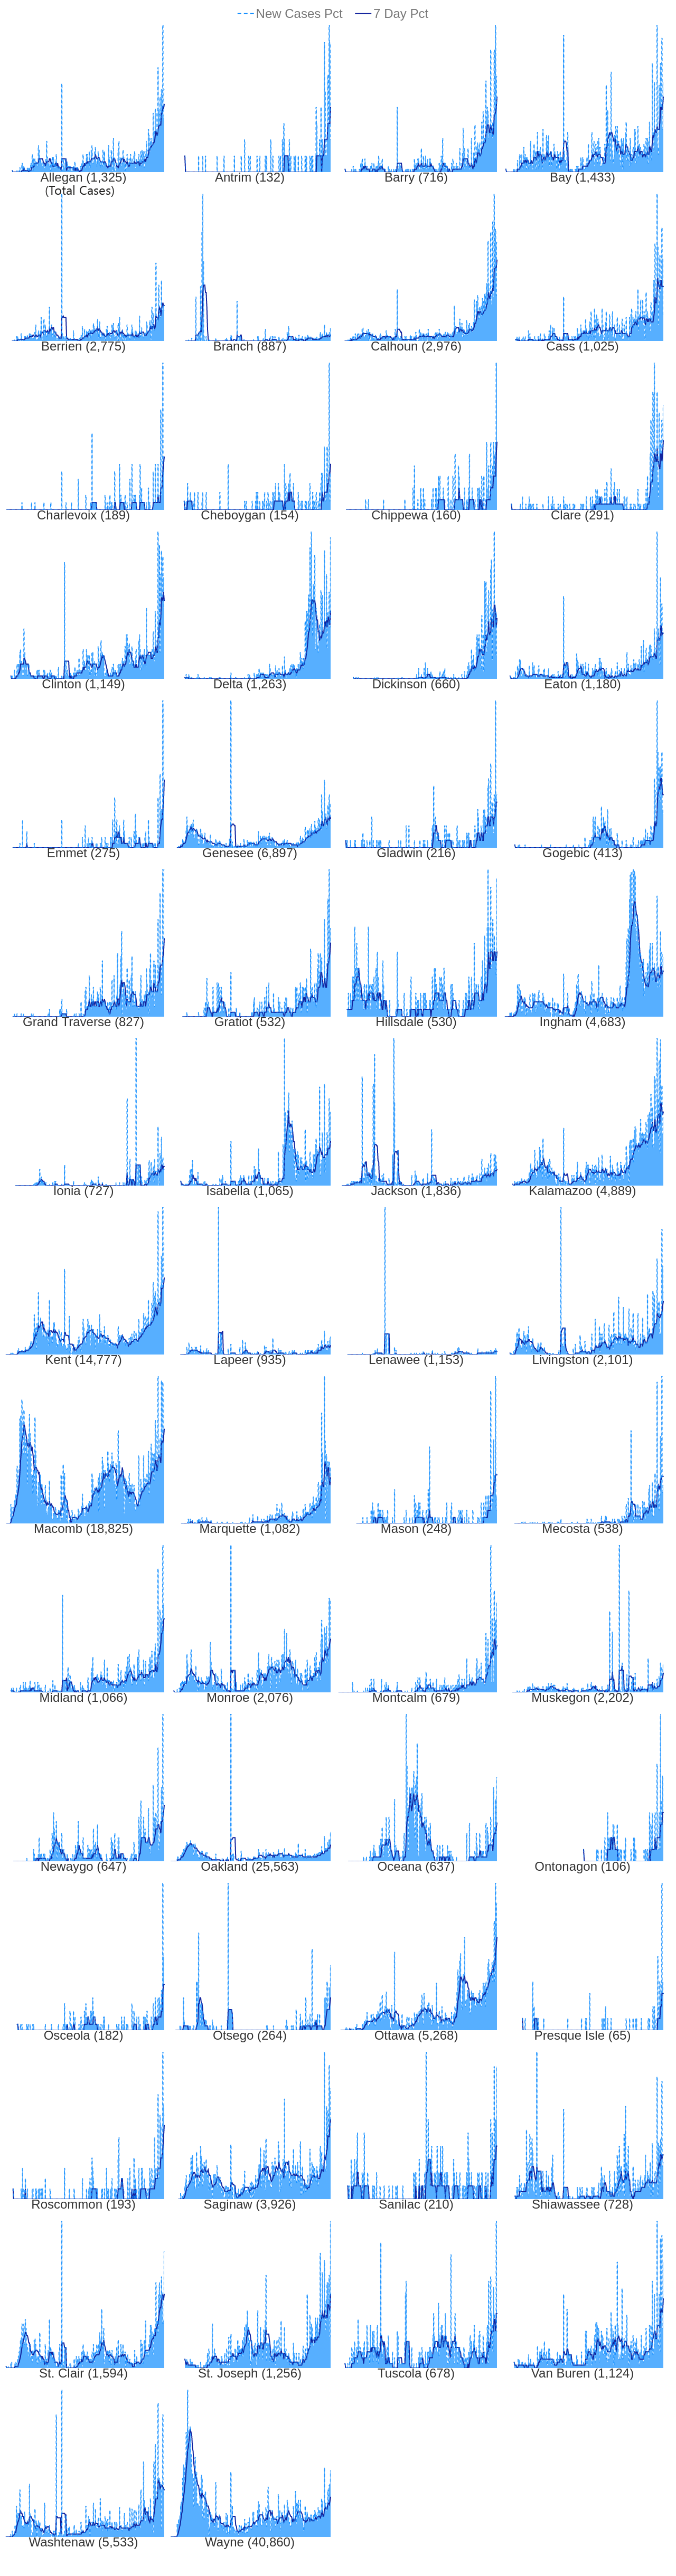 New Cases Pct 7 Day Pct
Allegan (1,325) Antrim (132) Barry (716) Bay (1,433)
(Total Cases)
Berrien (2,775) Branch (887) Calhoun (2,976) Cass (1,025)
Charlevoix (189) Cheboygan (154) Chippewa (160) Clare (291)
Clinton (1,149) Delta (1,263) Dickinson (660) Eaton (1,180)
Emmet (275) Genesee (6,897) Gladwin (216) Gogebic (413)
Grand Traverse (827) Gratiot (532) Hillsdale (530) Ingham (4,683)
Ionia (727) Isabella (1,065) Jackson (1,836) Kalamazoo (4,889)
Kent (14,777) Lapeer (935) Lenawee (1,153) Livingston (2,101)
Macomb (18,825) Marquette (1,082) Mason (248) Mecosta (538)
Midland (1,066) Monroe (2,076) Montcalm (679) Muskegon (2,202)
Newaygo (647) Oakland (25,563) Oceana (637) Ontonagon (106)
Osceola (182) Otsego (264) Ottawa (5,268) Presque Isle (65)
Roscommon (193) Saginaw (3,926) Sanilac (210) Shiawassee (728)
St. Clair (1,594) St. Joseph (1,256) Tuscola (678) Van Buren (1,124)
Washtenaw (5,533) Wayne (40,860)